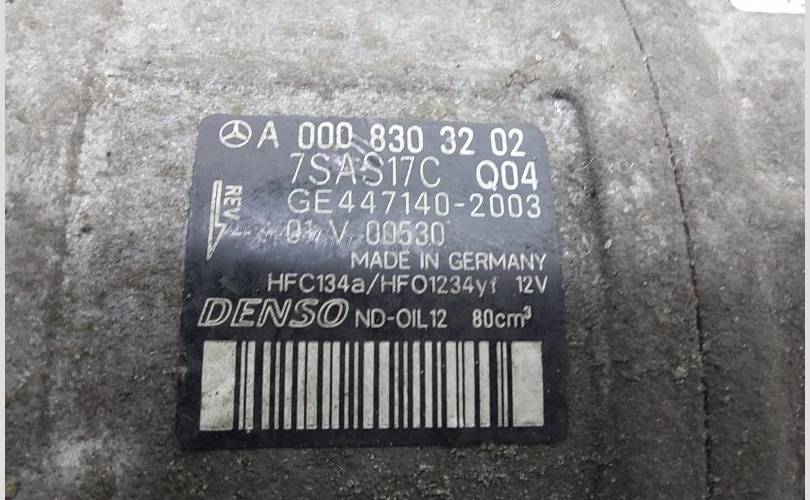 A 000 830 32 02
7SAS17C Q04
REV
GE447140-2003
01 V 00530
MADE IN GERMANY
HFC134a/HFO1234yf 12V
DENSO ND-OIL12 80cm³